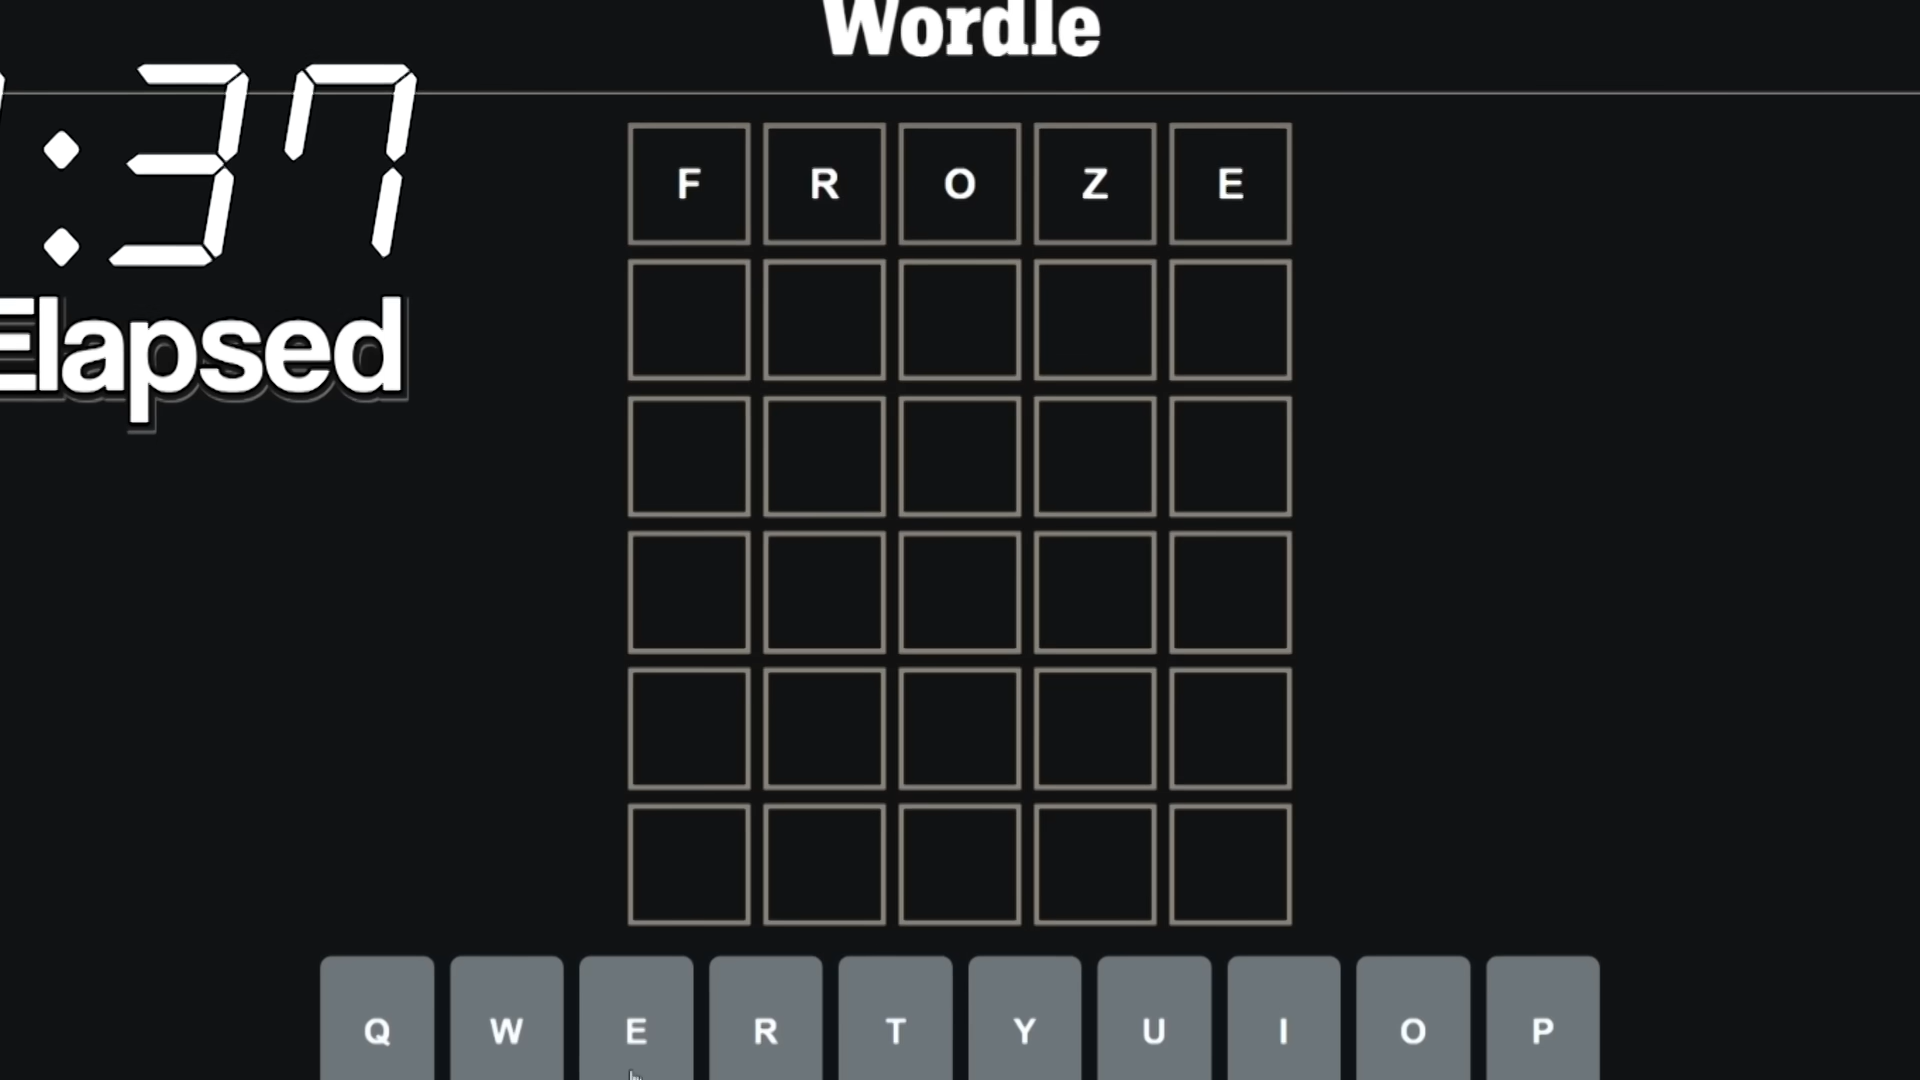 Wordle
:37
Elapsed
F R O Z E
Q W E R T Y U I O P